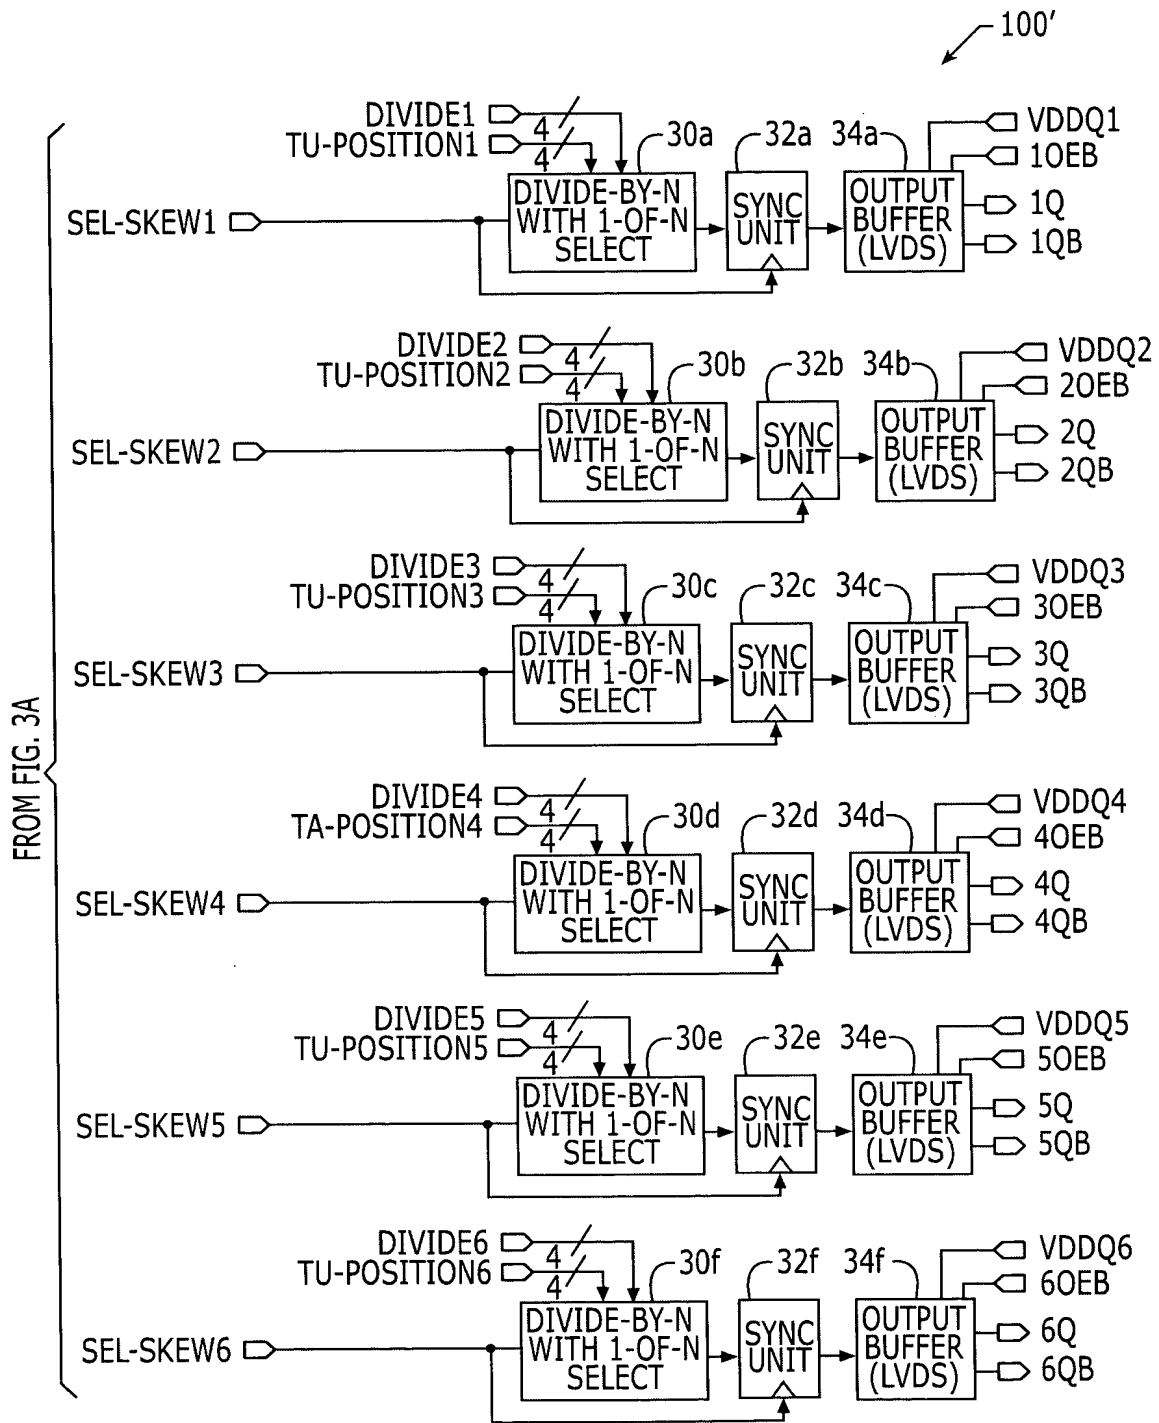 100'
FROM FIG. 3A
DIVIDE1
4
TU-POSITION1
4
30a
32a
34a
VDDQ1
1OEB
SEL-SKEW1
DIVIDE-BY-N
WITH 1-OF-N
SELECT
SYNC
UNIT
OUTPUT
BUFFER
(LVDS)
1Q
1QB
DIVIDE2
4
TU-POSITION2
4
30b
32b
34b
VDDQ2
2OEB
SEL-SKEW2
DIVIDE-BY-N
WITH 1-OF-N
SELECT
SYNC
UNIT
OUTPUT
BUFFER
(LVDS)
2Q
2QB
DIVIDE3
4
TU-POSITION3
4
30c
32c
34c
VDDQ3
3OEB
SEL-SKEW3
DIVIDE-BY-N
WITH 1-OF-N
SELECT
SYNC
UNIT
OUTPUT
BUFFER
(LVDS)
3Q
3QB
DIVIDE4
4
TA-POSITION4
4
30d
32d
34d
VDDQ4
4OEB
SEL-SKEW4
DIVIDE-BY-N
WITH 1-OF-N
SELECT
SYNC
UNIT
OUTPUT
BUFFER
(LVDS)
4Q
4QB
DIVIDE5
4
TU-POSITION5
4
30e
32e
34e
VDDQ5
5OEB
SEL-SKEW5
DIVIDE-BY-N
WITH 1-OF-N
SELECT
SYNC
UNIT
OUTPUT
BUFFER
(LVDS)
5Q
5QB
DIVIDE6
4
TU-POSITION6
4
30f
32f
34f
VDDQ6
6OEB
SEL-SKEW6
DIVIDE-BY-N
WITH 1-OF-N
SELECT
SYNC
UNIT
OUTPUT
BUFFER
(LVDS)
6Q
6QB